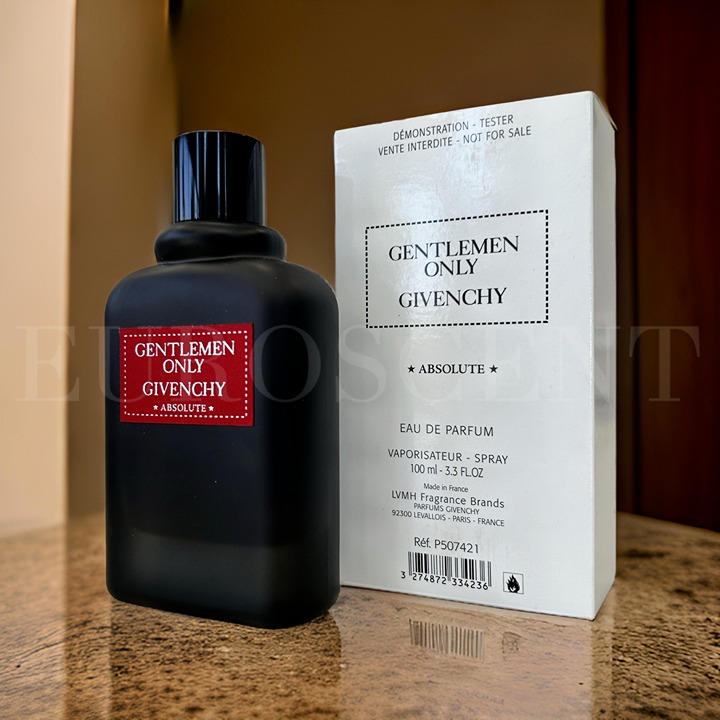 DÉMONSTRATION - TESTER
VENTE INTERDITE - NOT FOR SALE
GENTLEMEN
ONLY
GIVENCHY
★ ABSOLUTE ★
EAU DE PARFUM
VAPORISATEUR - SPRAY
100 ml - 3.3 FL.OZ
Made in France
LVMH Fragrance Brands
PARFUMS GIVENCHY
92300 LEVALLOIS - PARIS - FRANCE
Réf. P507421
3 274872 334236
GENTLEMEN
ONLY
GIVENCHY
★ ABSOLUTE ★
EUROSCENT